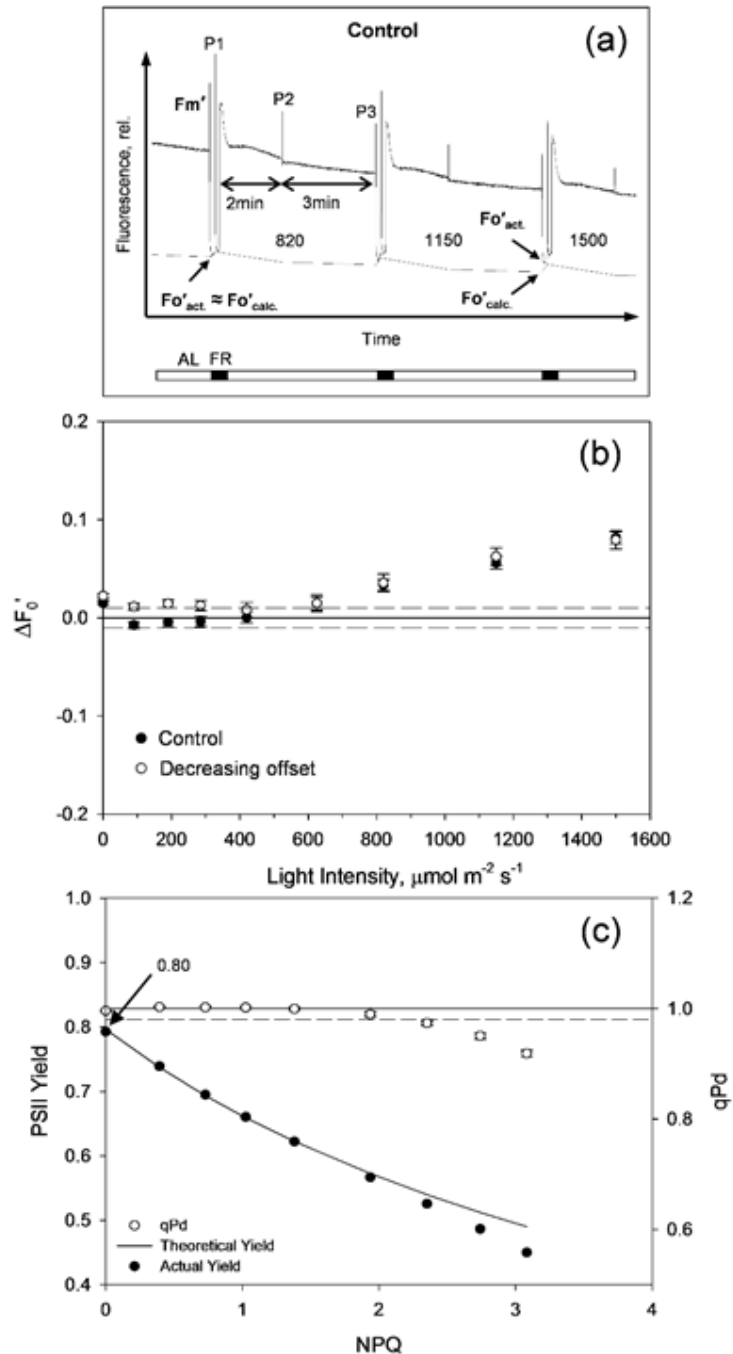 Control
(a)
P1
Fm′
P2
P3
Fluorescence, rel.
2min
3min
820
1150
1500
Fo′act.
Fo′calc.
Fo′act. ≈ Fo′calc.
Time
AL FR
(b)
0.2
0.1
0.0
-0.1
-0.2
ΔF0'
Control
Decreasing offset
0 200 400 600 800 1000 1200 1400 1600
Light Intensity, μmol m-2 s-1
(c)
1.0
0.9
0.8
0.7
0.6
0.5
0.4
PSII Yield
0.80
1.2
1.0
0.8
0.6
qPd
qPd
Theoretical Yield
Actual Yield
0 1 2 3 4
NPQ